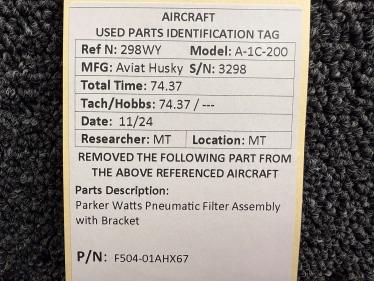 AIRCRAFT
USED PARTS IDENTIFICATION TAG
Ref N: 298WY Model: A-1C-200
MFG: Aviat Husky S/N: 3298
Total Time: 74.37
Tach/Hobbs: 74.37 / ---
Date: 11/24
Researcher: MT Location: MT
REMOVED THE FOLLOWING PART FROM
THE ABOVE REFERENCED AIRCRAFT
Parts Description:
Parker Watts Pneumatic Filter Assembly
with Bracket
P/N: F504-01AHX67